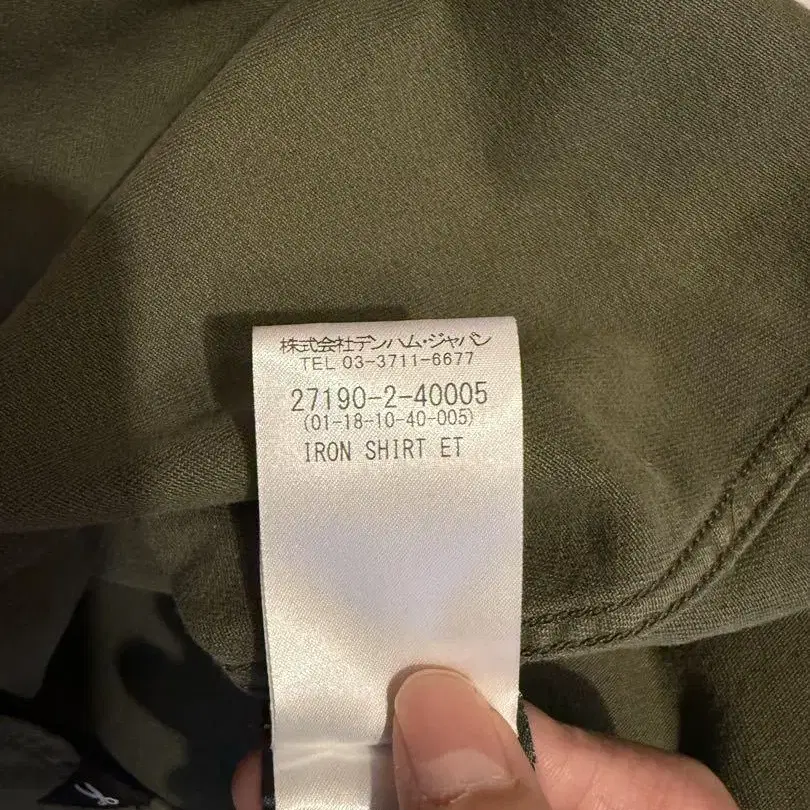 株式会社デンハム・ジャパン
TEL 03-3711-6677
27190-2-40005
(01-18-10-40-005)
IRON SHIRT ET